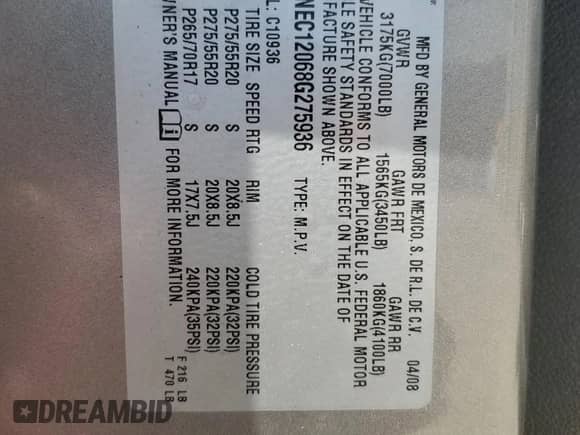 MFD BY GENERAL MOTORS DE MEXICO, S. DE R.L. DE C.V. 04/08
GVWR GAWR FRT GAWR RR
3175KG(7000LB) 1565KG(3450LB) 1860KG(4100LB)
VEHICLE CONFORMS TO ALL APPLICABLE U.S. FEDERAL MOTOR
LE SAFETY STANDARDS IN EFFECT ON THE DATE OF
FACTURE SHOWN ABOVE.
NEC12068G275936 TYPE: M.P.V.
L: C10936
TIRE SIZE SPEED RTG RIM COLD TIRE PRESSURE
P275/55R20 S 20X8.5J 220KPA(32PSI)
P275/55R20 S 20X8.5J 220KPA(32PSI)
P265/70R17 S 17X7.5J 240KPA(35PSI)
WNER'S MANUAL i FOR MORE INFORMATION.
F 216 LB
T 470 LB
DREAMBID